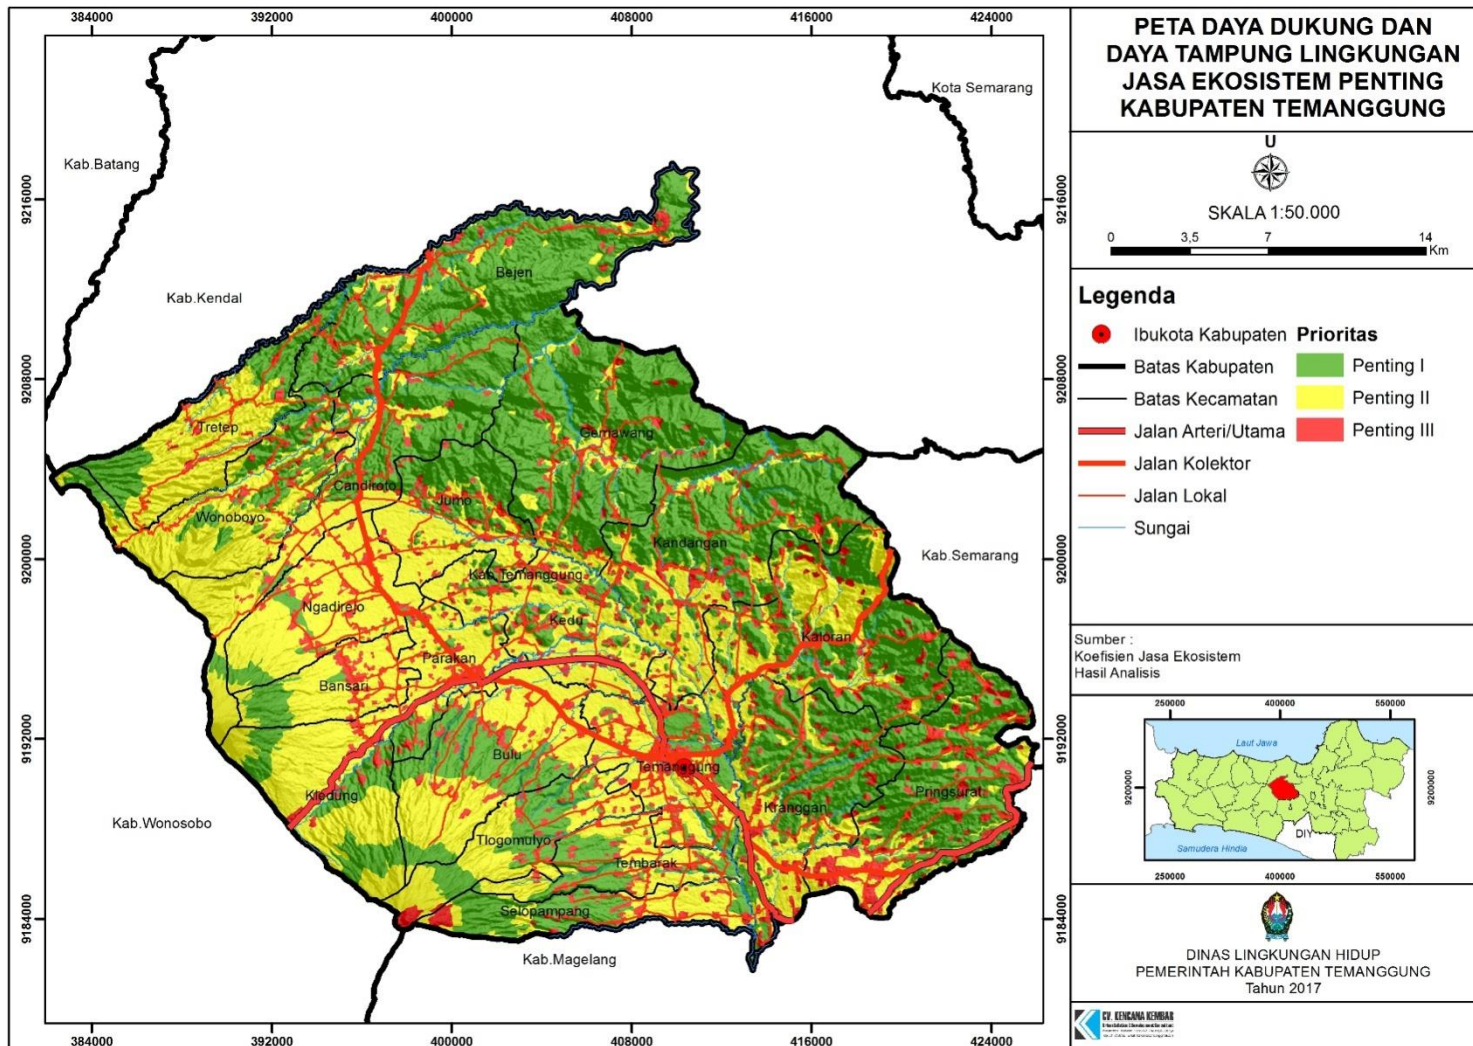 384000
392000
400000
408000
416000
424000
9216000
9208000
9200000
9192000
9184000
Kota Semarang
Kab.Batang
Kab.Kendal
Bejen
Tretep
Gemawang
Candiroto
Jumo
Wonoboyo
Kandangan
Kab.Semarang
Kab.Temanggung
Ngadirejo
Kedu
Kaloran
Parakan
Bansari
Bulu
Temanggung
Kledung
Kranggan
Pringsurat
Kab.Wonosobo
Tlogomulyo
Tembarak
Selopampang
Kab.Magelang
9216000
9208000
9200000
9192000
9184000
384000
392000
400000
408000
416000
424000
PETA DAYA DUKUNG DAN
DAYA TAMPUNG LINGKUNGAN
JASA EKOSISTEM PENTING
KABUPATEN TEMANGGUNG
U
SKALA 1:50.000
0 3,5 7 14
Km
Legenda
Ibukota Kabupaten
Batas Kabupaten
Batas Kecamatan
Jalan Arteri/Utama
Jalan Kolektor
Jalan Lokal
Sungai
Prioritas
Penting I
Penting II
Penting III
Sumber :
Koefisien Jasa Ekosistem
Hasil Analisis
250000 400000 550000
Laut Jawa
9200000
9200000
DIY
Samudera Hindia
250000 400000 550000
DINAS LINGKUNGAN HIDUP
PEMERINTAH KABUPATEN TEMANGGUNG
Tahun 2017
CV. KENCANA KEMBAR